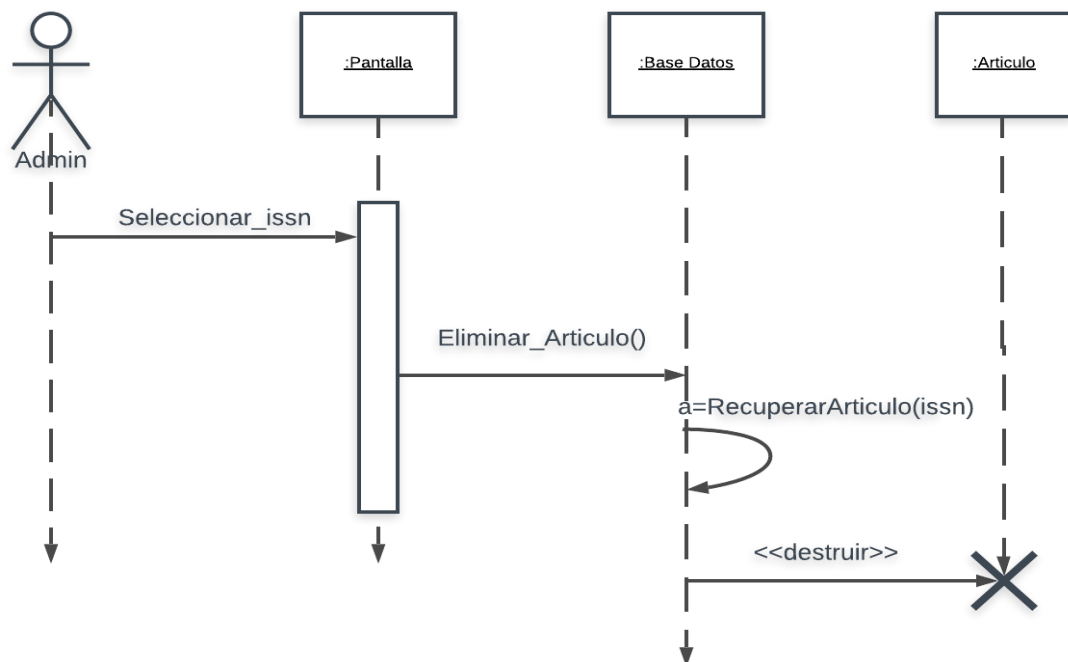 :Pantalla
:Base Datos
:Articulo
Admin
Seleccionar_issn
Eliminar_Articulo()
a=RecuperarArticulo(issn)
<<destruir>>